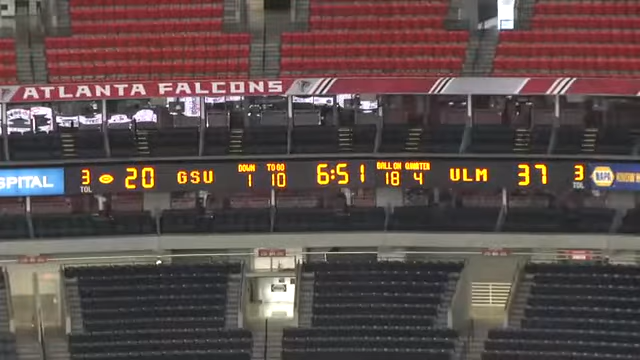 ATLANTA FALCONS
SPITAL 3 TOL 20 GSU DOWN 1 TO GO 10 6:51 BALL ON 18 QUARTER 4 ULM 37 3 TOL NAPA